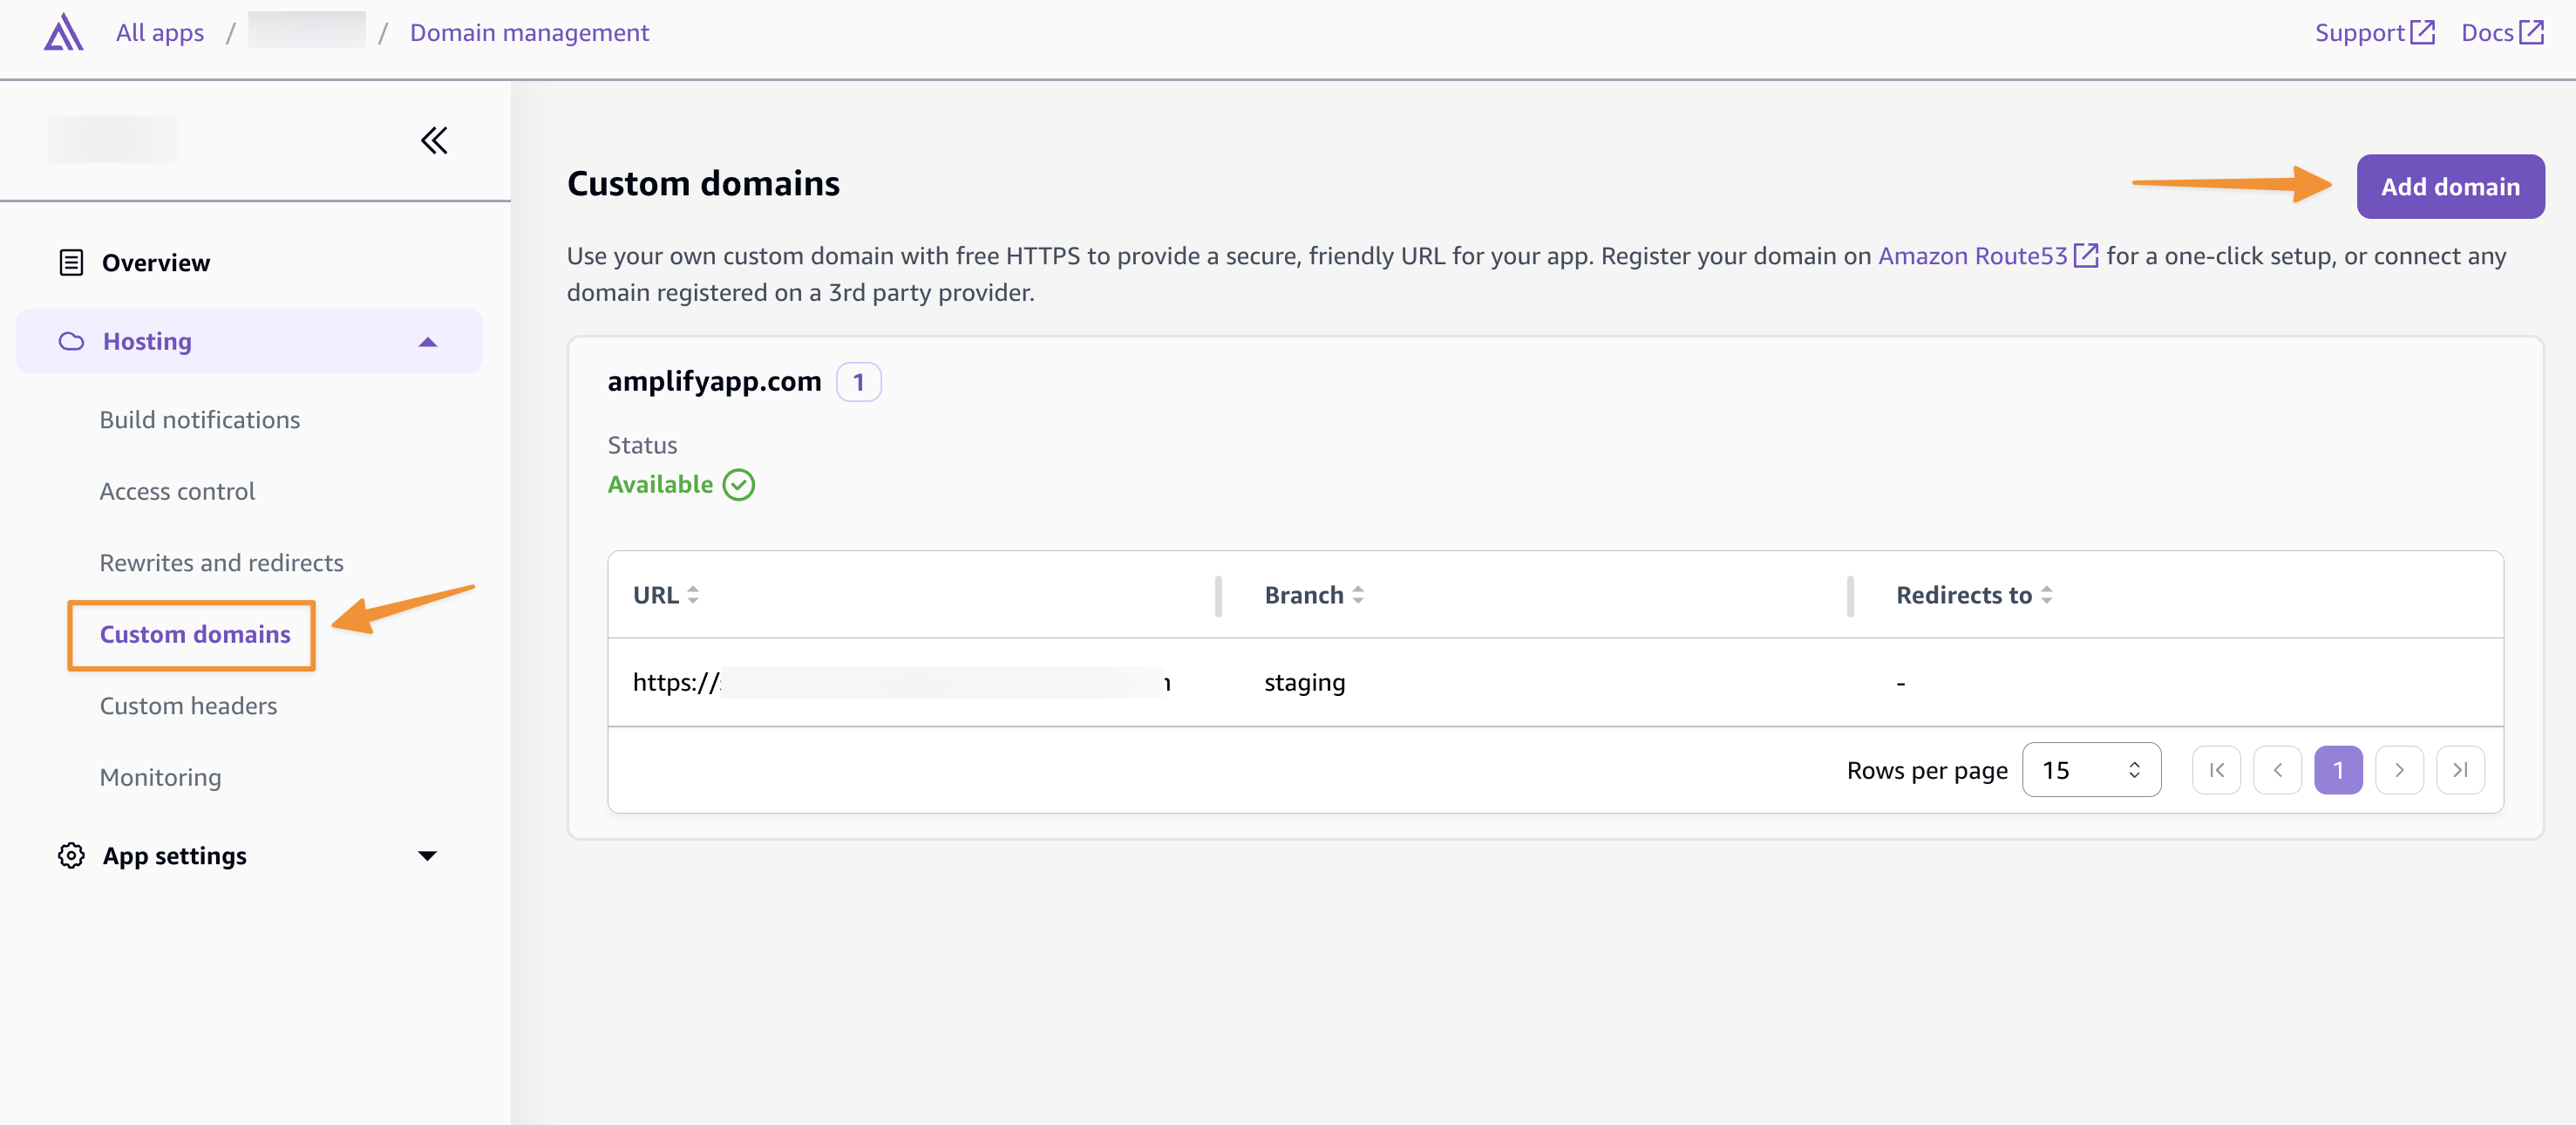 All apps / / Domain management Support Docs
Overview
Hosting
Build notifications
Access control
Rewrites and redirects
Custom domains
Custom headers
Monitoring
App settings
Custom domains
Add domain
Use your own custom domain with free HTTPS to provide a secure, friendly URL for your app. Register your domain on Amazon Route53 for a one-click setup, or connect any
domain registered on a 3rd party provider.
amplifyapp.com 1
Status
Available
URL Branch Redirects to
https:// staging -
Rows per page 15 1